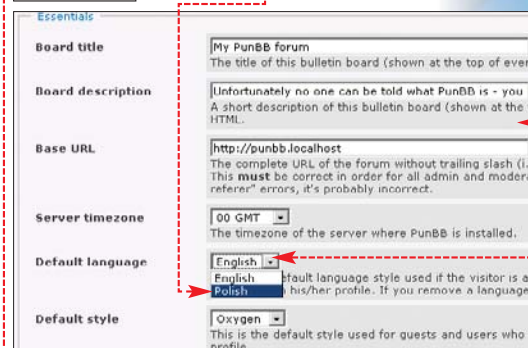 Essentials
Board title
My PunBB forum
The title of this bulletin board (shown at the top of ever
Board description
Unfortunately no one can be told what PunBB is - you
A short description of this bulletin board (shown at the
HTML.
Base URL
http://punbb.localhost
The complete URL of the forum without trailing slash (i.
This must be correct in order for all admin and modera
referer" errors, it's probably incorrect.
Server timezone
00 GMT
The timezone of the server where PunBB is installed.
Default language
English
English
efault language style used if the visitor is a
Polish
his/her profile. If you remove a language
Default style
Oxygen
This is the default style used for guests and users who
profile.